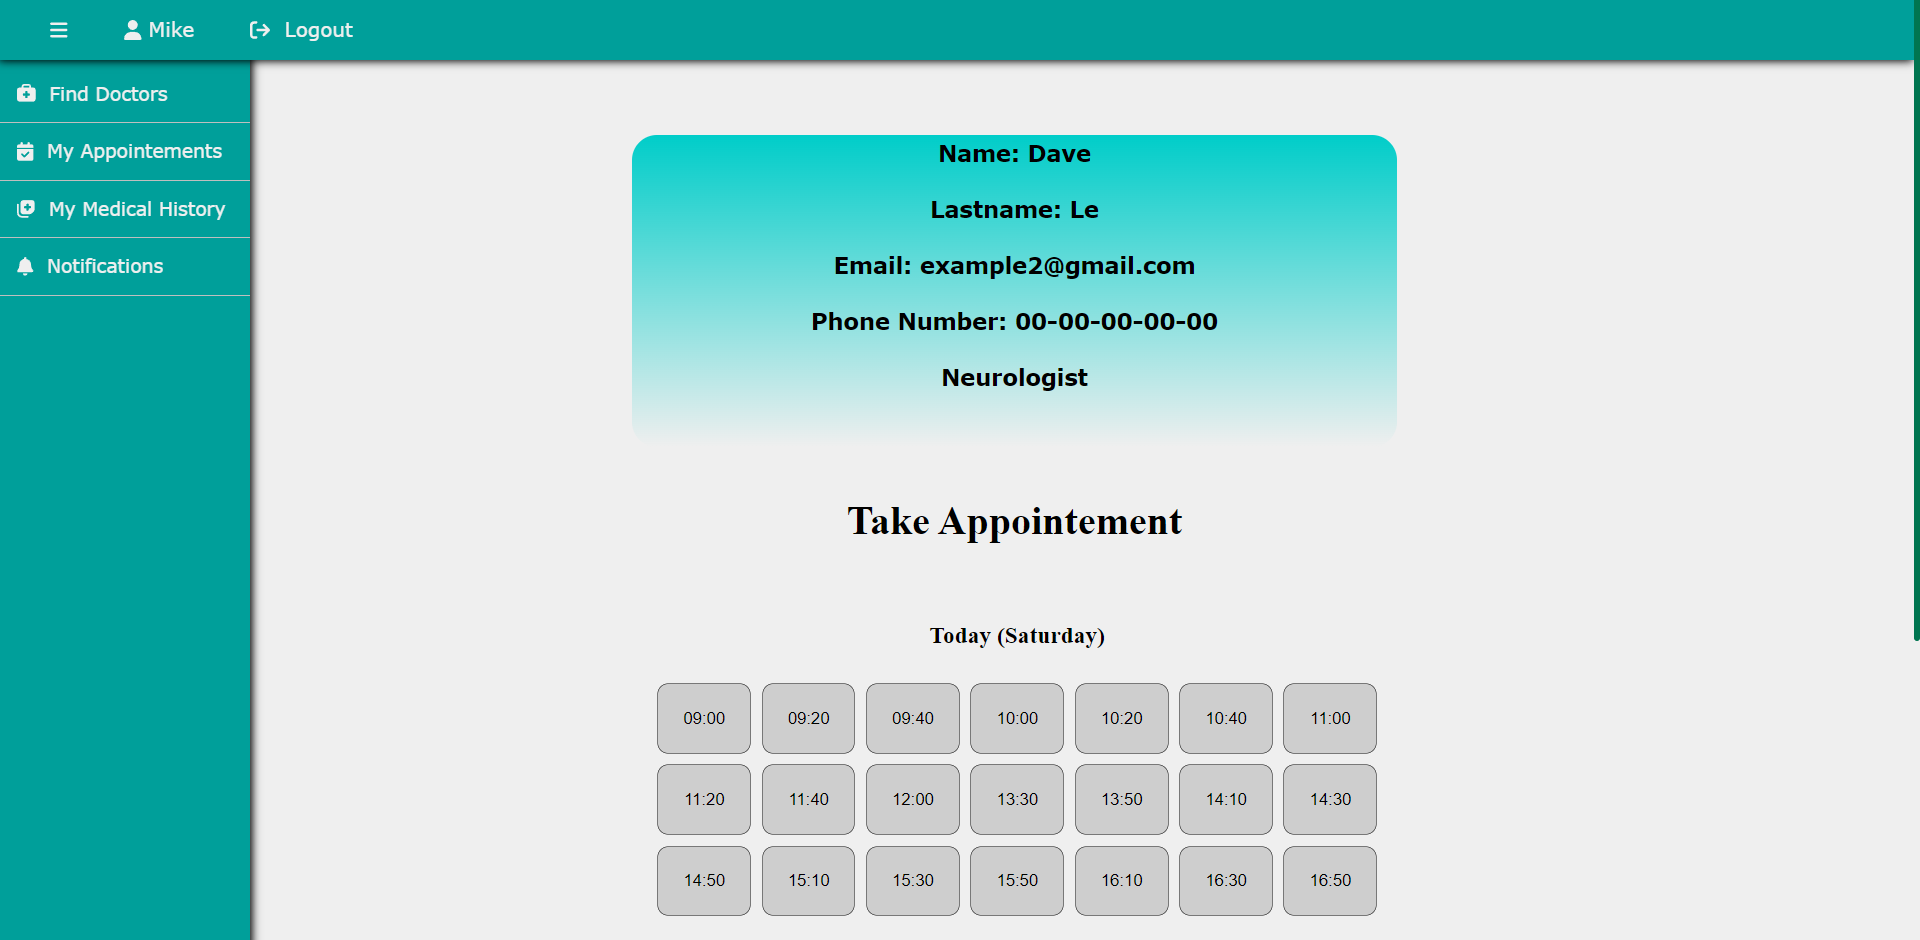 Mike Logout
Find Doctors
My Appointements
My Medical History
Notifications
Name: Dave
Lastname: Le
Email: example2@gmail.com
Phone Number: 00-00-00-00-00
Neurologist
Take Appointement
Today (Saturday)
09:00 09:20 09:40 10:00 10:20 10:40 11:00
11:20 11:40 12:00 13:30 13:50 14:10 14:30
14:50 15:10 15:30 15:50 16:10 16:30 16:50